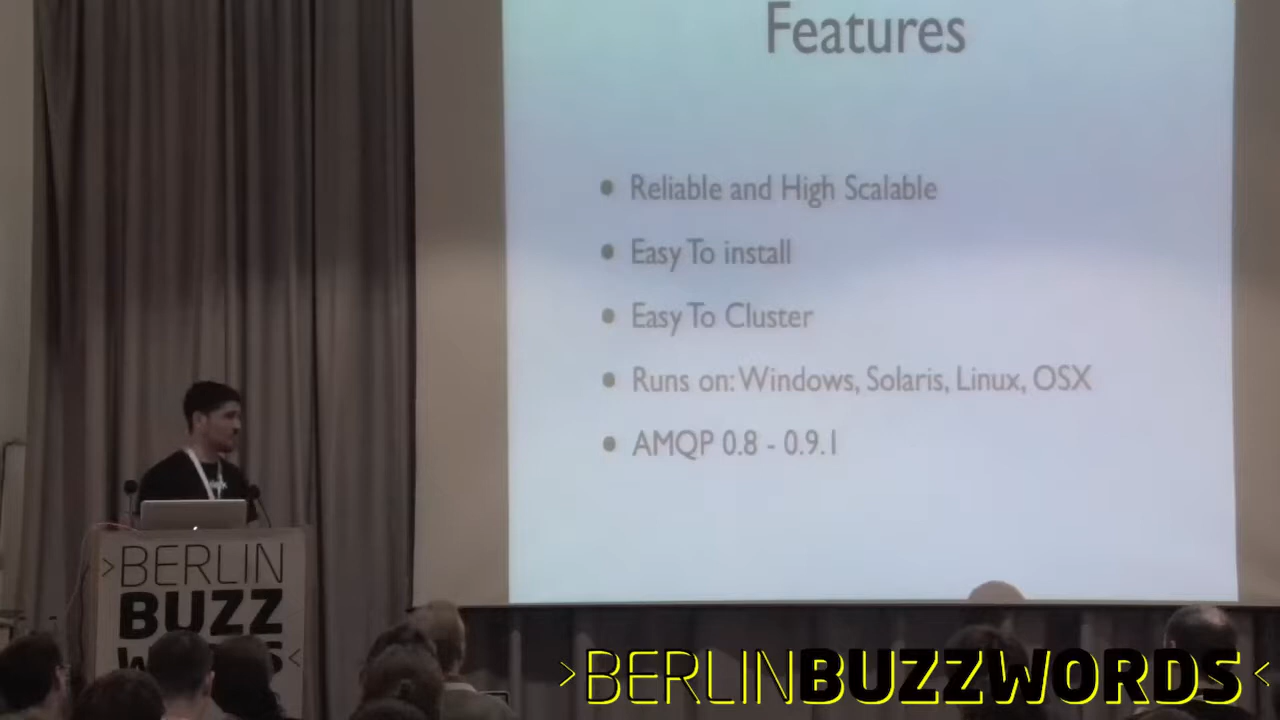 Features
Reliable and High Scalable
Easy To install
Easy To Cluster
Runs on: Windows, Solaris, Linux, OSX
AMQP 0.8 - 0.9.1
>BERLIN
BUZZ
>BERLINBUZZWORDS<